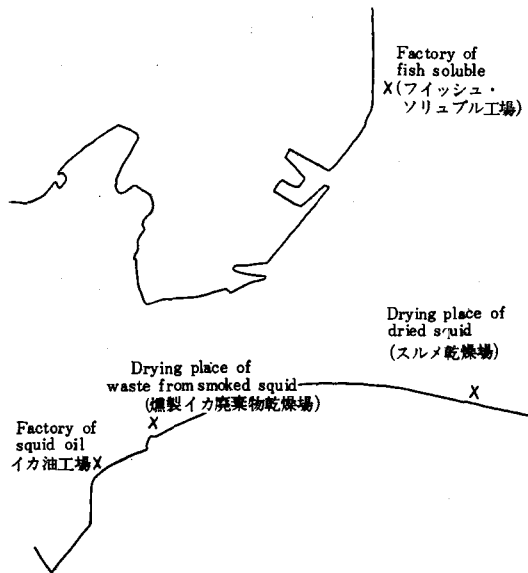 Factory of
fish soluble
X(フイッシュ・
ソリュブル工場)
Drying place of
dried squid
(スルメ乾燥場)
X
Drying place of
waste from smoked squid
(燻製イカ廃棄物乾燥場)
X
Factory of
squid oil
イカ油工場X